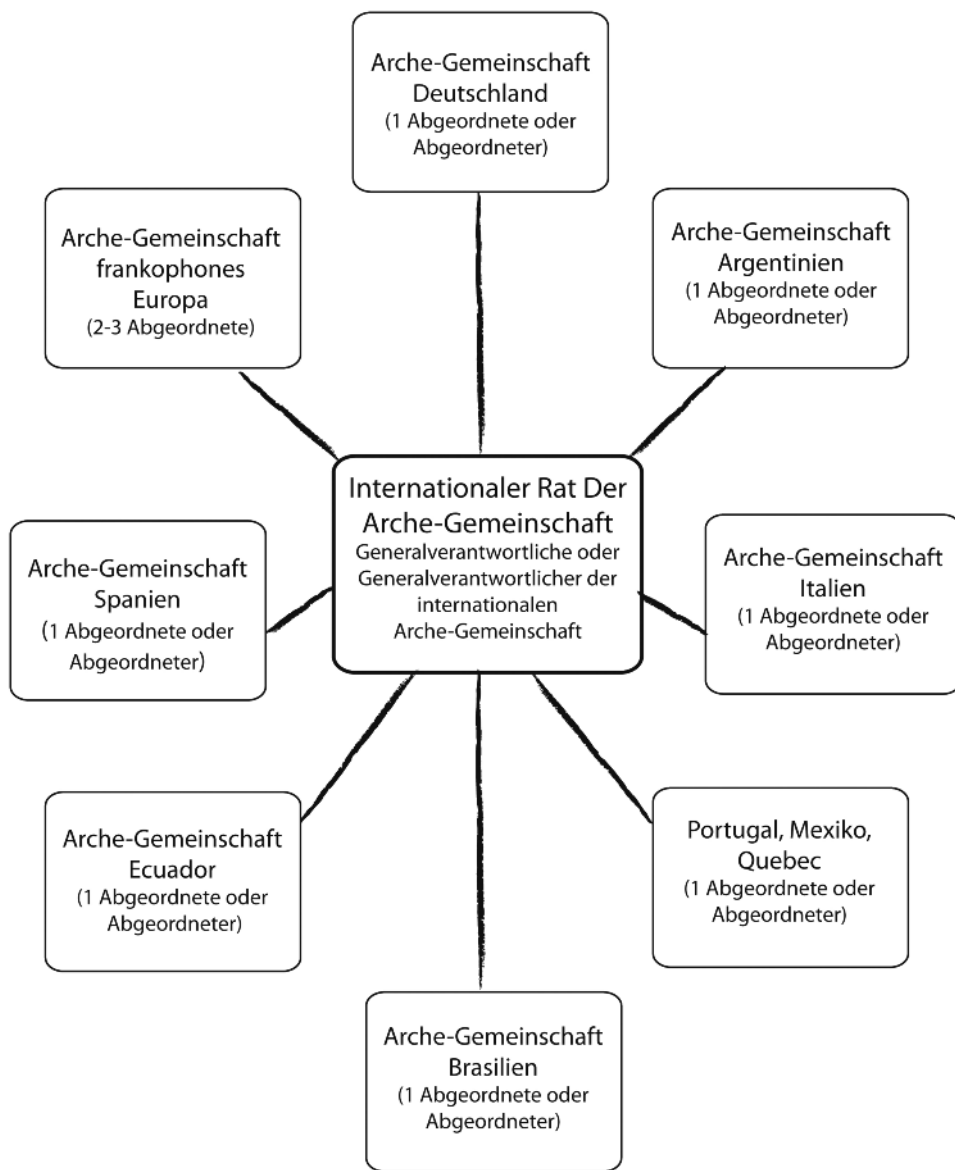 Arche-Gemeinschaft
Deutschland
(1 Abgeordnete oder
Abgeordneter)
Arche-Gemeinschaft
frankophones
Europa
(2-3 Abgeordnete)
Arche-Gemeinschaft
Argentinien
(1 Abgeordnete oder
Abgeordneter)
Internationaler Rat Der
Arche-Gemeinschaft
Generalverantwortliche oder
Generalverantwortlicher der
internationalen
Arche-Gemeinschaft
Arche-Gemeinschaft
Spanien
(1 Abgeordnete oder
Abgeordneter)
Arche-Gemeinschaft
Italien
(1 Abgeordnete oder
Abgeordneter)
Arche-Gemeinschaft
Ecuador
(1 Abgeordnete oder
Abgeordneter)
Portugal, Mexiko,
Quebec
(1 Abgeordnete oder
Abgeordneter)
Arche-Gemeinschaft
Brasilien
(1 Abgeordnete oder
Abgeordneter)